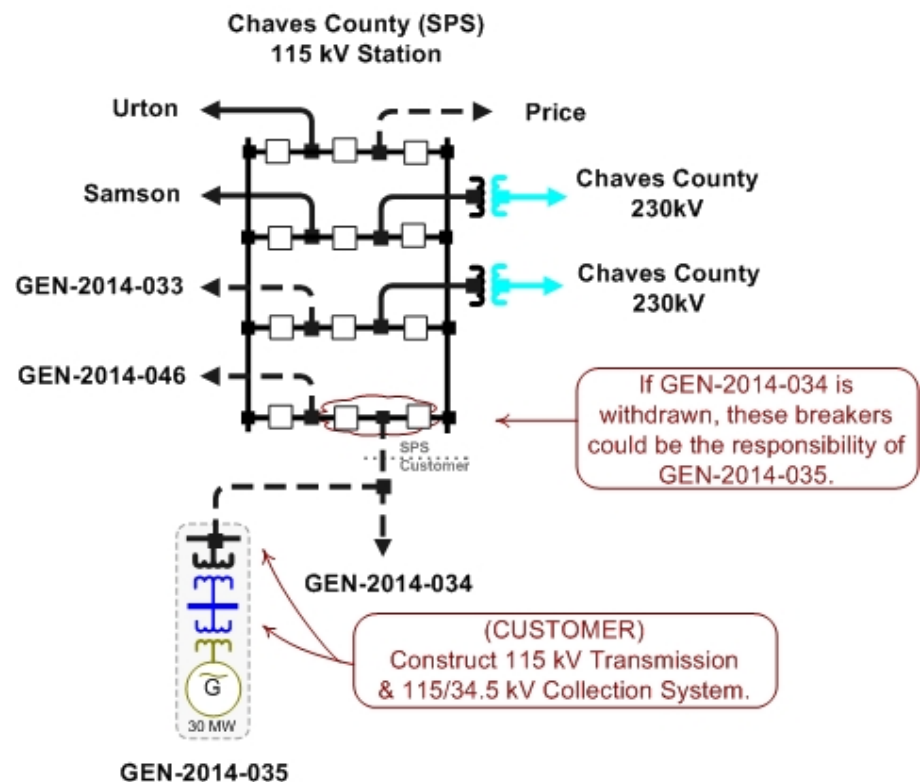 Chaves County (SPS)
115 kV Station
Urton
Price
Samson
Chaves County
230kV
GEN-2014-033
Chaves County
230kV
GEN-2014-046
If GEN-2014-034 is
withdrawn, these breakers
could be the responsibility of
GEN-2014-035.
SPS
Customer
GEN-2014-034
(CUSTOMER)
Construct 115 kV Transmission
& 115/34.5 kV Collection System.
G
30 MW
GEN-2014-035